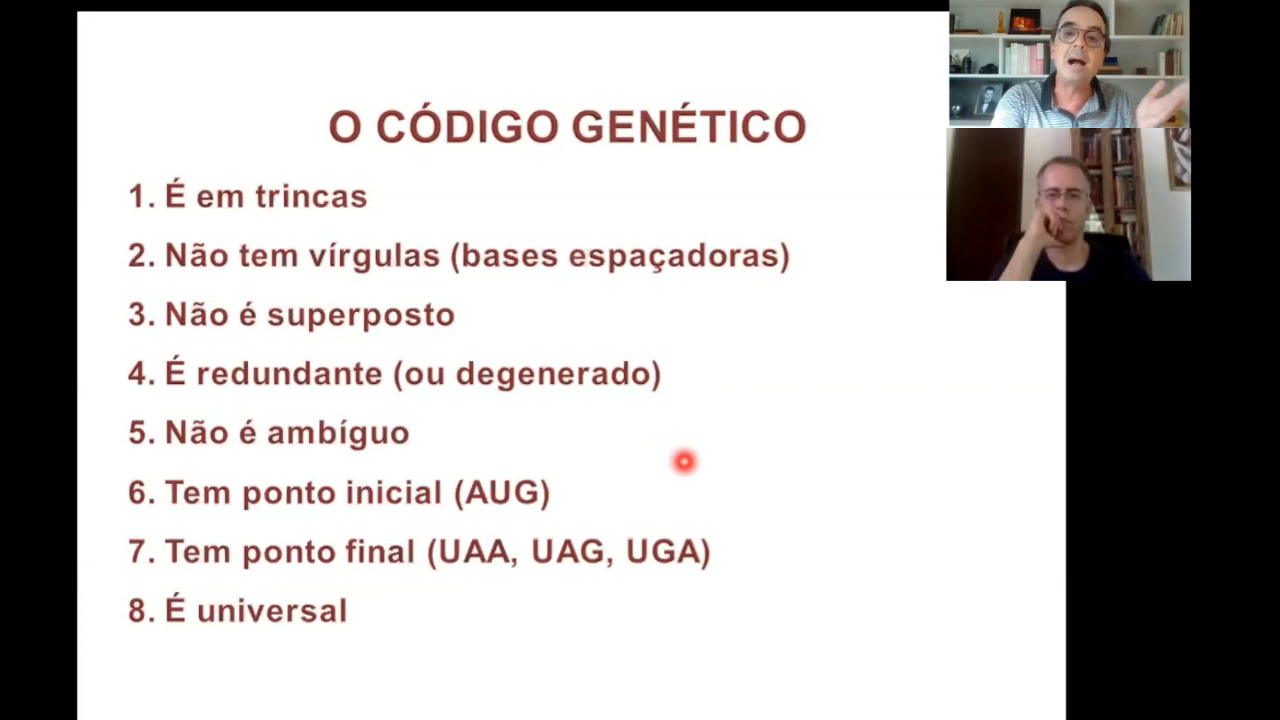 O CÓDIGO GENÉTICO
1. É em trincas
2. Não tem vírgulas (bases espaçadoras)
3. Não é superposto
4. É redundante (ou degenerado)
5. Não é ambíguo
6. Tem ponto inicial (AUG)
7. Tem ponto final (UAA, UAG, UGA)
8. É universal